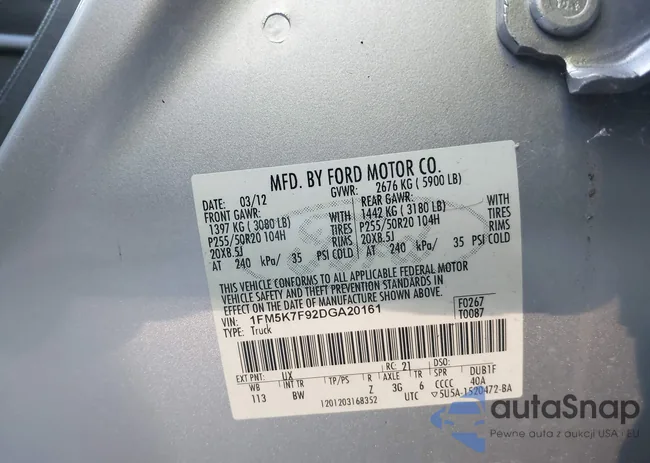 MFD. BY FORD MOTOR CO.
DATE: 03/12 GVWR: 2676 KG ( 5900 LB)
FRONT GAWR: REAR GAWR:
1397 KG ( 3080 LB) WITH 1442 KG ( 3180 LB) WITH
P255/50R20 104H TIRES P255/50R20 104H TIRES
20X8.5J RIMS 20X8.5J RIMS
AT 240 kPa/ 35 PSI COLD AT 240 kPa/ 35 PSI COLD
THIS VEHICLE CONFORMS TO ALL APPLICABLE FEDERAL MOTOR
VEHICLE SAFETY AND THEFT PREVENTION STANDARDS IN
EFFECT ON THE DATE OF MANUFACTURE SHOWN ABOVE.
VIN: 1FM5K7F92DGA20161 F0267
TYPE: Truck T0087
EXT PNT: UX RC: 21 DSO:
WB INT TR TP/PS R AXLE TR SPR DUB1F
113 BW Z 3G 6 CCCC 40A
1201203168352 UTC 5U5A-1520472-BA
autoSnap
Pewne auta z aukcji USA i EU